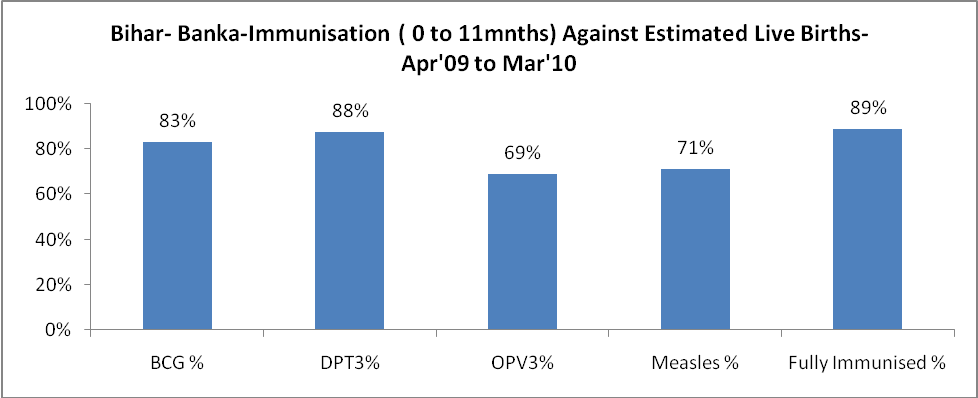 Bihar- Banka-Immunisation ( 0 to 11mnths) Against Estimated Live Births-
Apr'09 to Mar'10
100%
80%
60%
40%
20%
0%
83%
88%
69%
71%
89%
BCG %
DPT3%
OPV3%
Measles %
Fully Immunised %